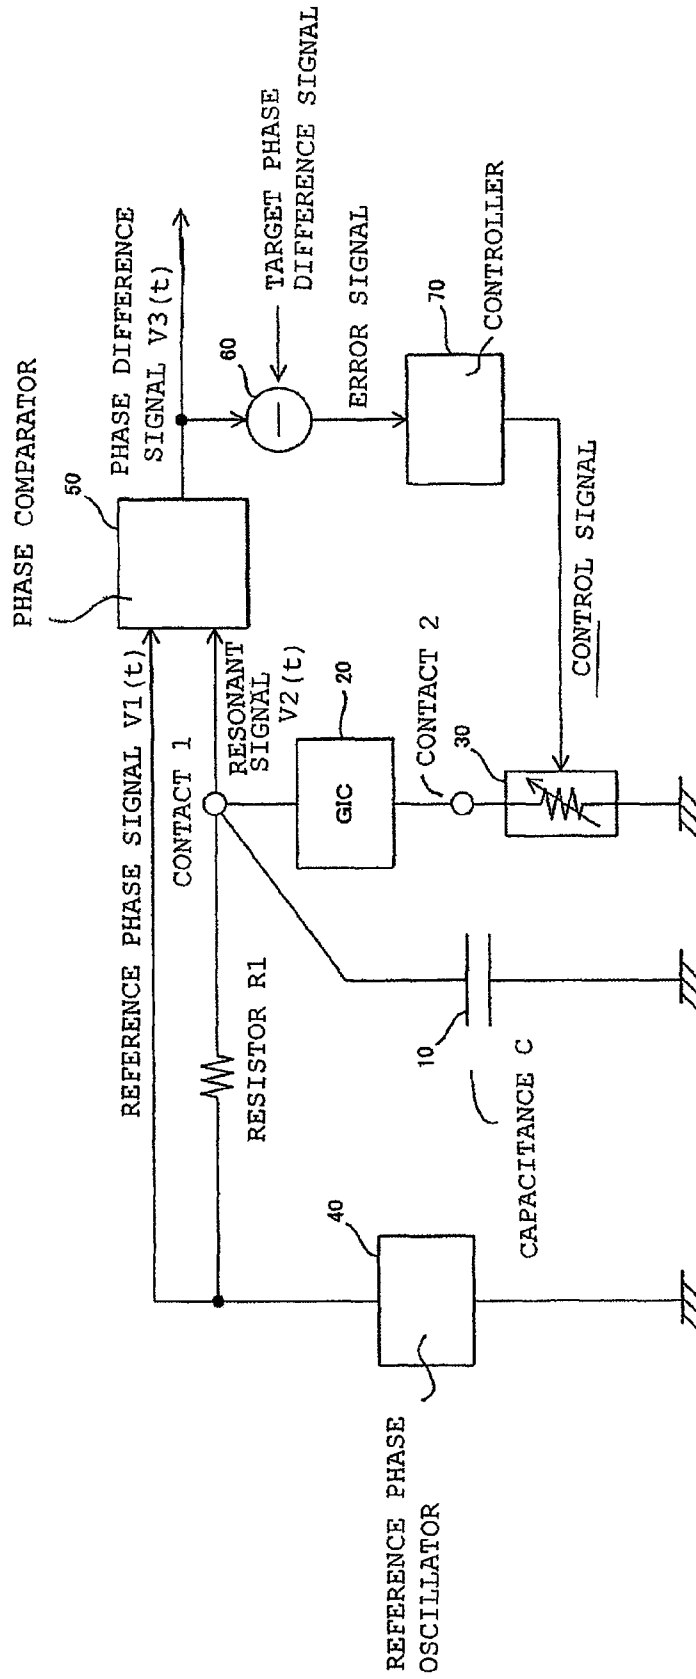 PHASE COMPARATOR
50
PHASE DIFFERENCE
SIGNAL V3(t)
60
TARGET PHASE
DIFFERENCE SIGNAL
ERROR SIGNAL
70
CONTROLLER
CONTROL SIGNAL
REFERENCE PHASE SIGNAL V1(t)
CONTACT 1
RESONANT
SIGNAL
V2(t)
20
GIC
CONTACT 2
30
RESISTOR R1
10
CAPACITANCE C
40
REFERENCE PHASE
OSCILLATOR